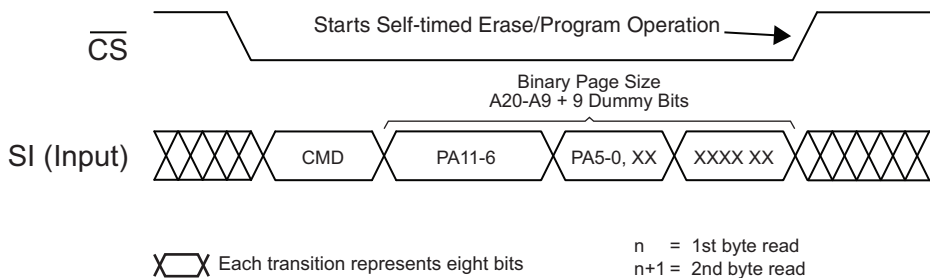 Starts Self-timed Erase/Program Operation
CS
Binary Page Size
A20-A9 + 9 Dummy Bits
SI (Input)
CMD
PA11-6
PA5-0, XX
XXXX XX
Each transition represents eight bits
n = 1st byte read
n+1 = 2nd byte read